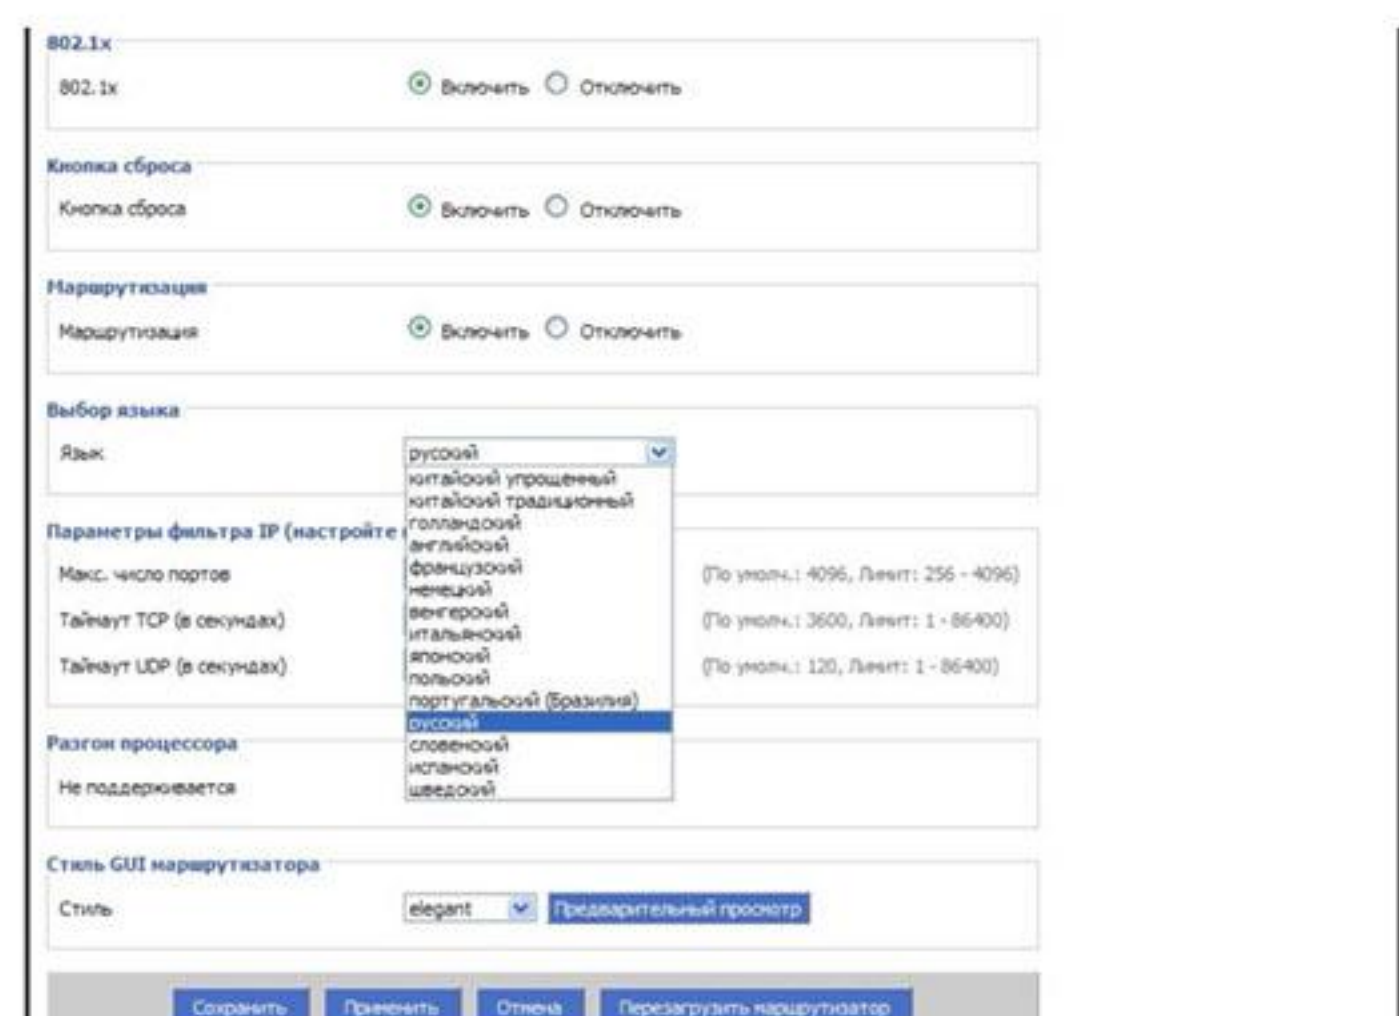 802.1x
802.1x Включить Отключить
Кнопка сброса
Кнопка сброса Включить Отключить
Маршрутизация
Маршрутизация Включить Отключить
Выбор языка
Язык русский
китайский упрощенный
китайский традиционный
голландский
Параметры фильтра IP (настройте
английский
французский
Макс. число портов (По умолч.: 4096, Лимит: 256 - 4096)
немецкий
венгерский
Таймаут TCP (в секундах) (По умолч.: 3600, Лимит: 1 - 86400)
итальянский
японский
Таймаут UDP (в секундах) (По умолч.: 120, Лимит: 1 - 86400)
польский
португальский (Бразилия)
русский
словенский
испанский
шведский
Разгон процессора
Не поддерживается
Стиль GUI маршрутизатора
Стиль elegant Предварительный просмотр
Сохранить Применить Отмена Перезагрузить маршрутизатор